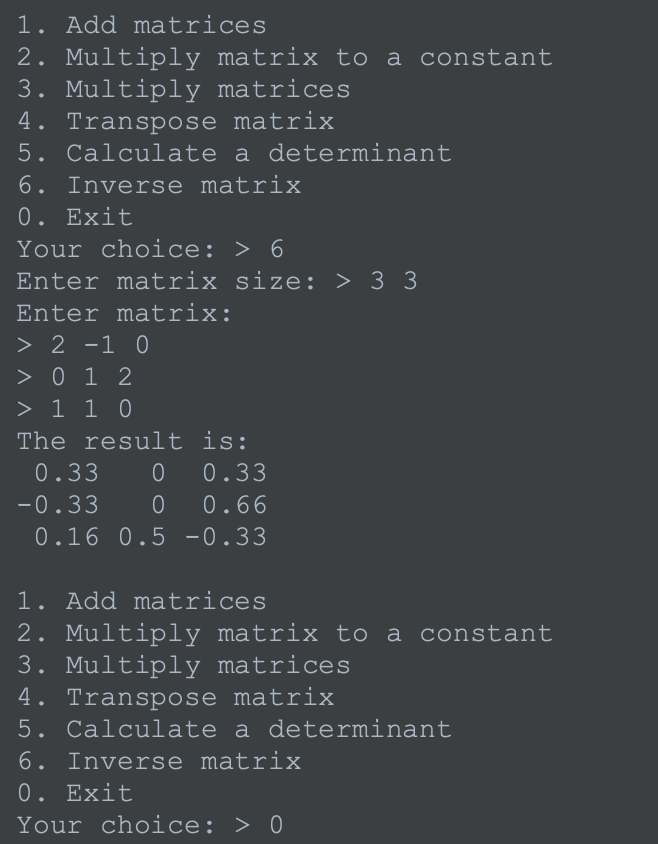 1. Add matrices
2. Multiply matrix to a constant
3. Multiply matrices
4. Transpose matrix
5. Calculate a determinant
6. Inverse matrix
0. Exit
Your choice: > 6
Enter matrix size: > 3 3
Enter matrix:
> 2 -1 0
> 0 1 2
> 1 1 0
The result is:
 0.33   0  0.33
-0.33   0  0.66
 0.16 0.5 -0.33

1. Add matrices
2. Multiply matrix to a constant
3. Multiply matrices
4. Transpose matrix
5. Calculate a determinant
6. Inverse matrix
0. Exit
Your choice: > 0